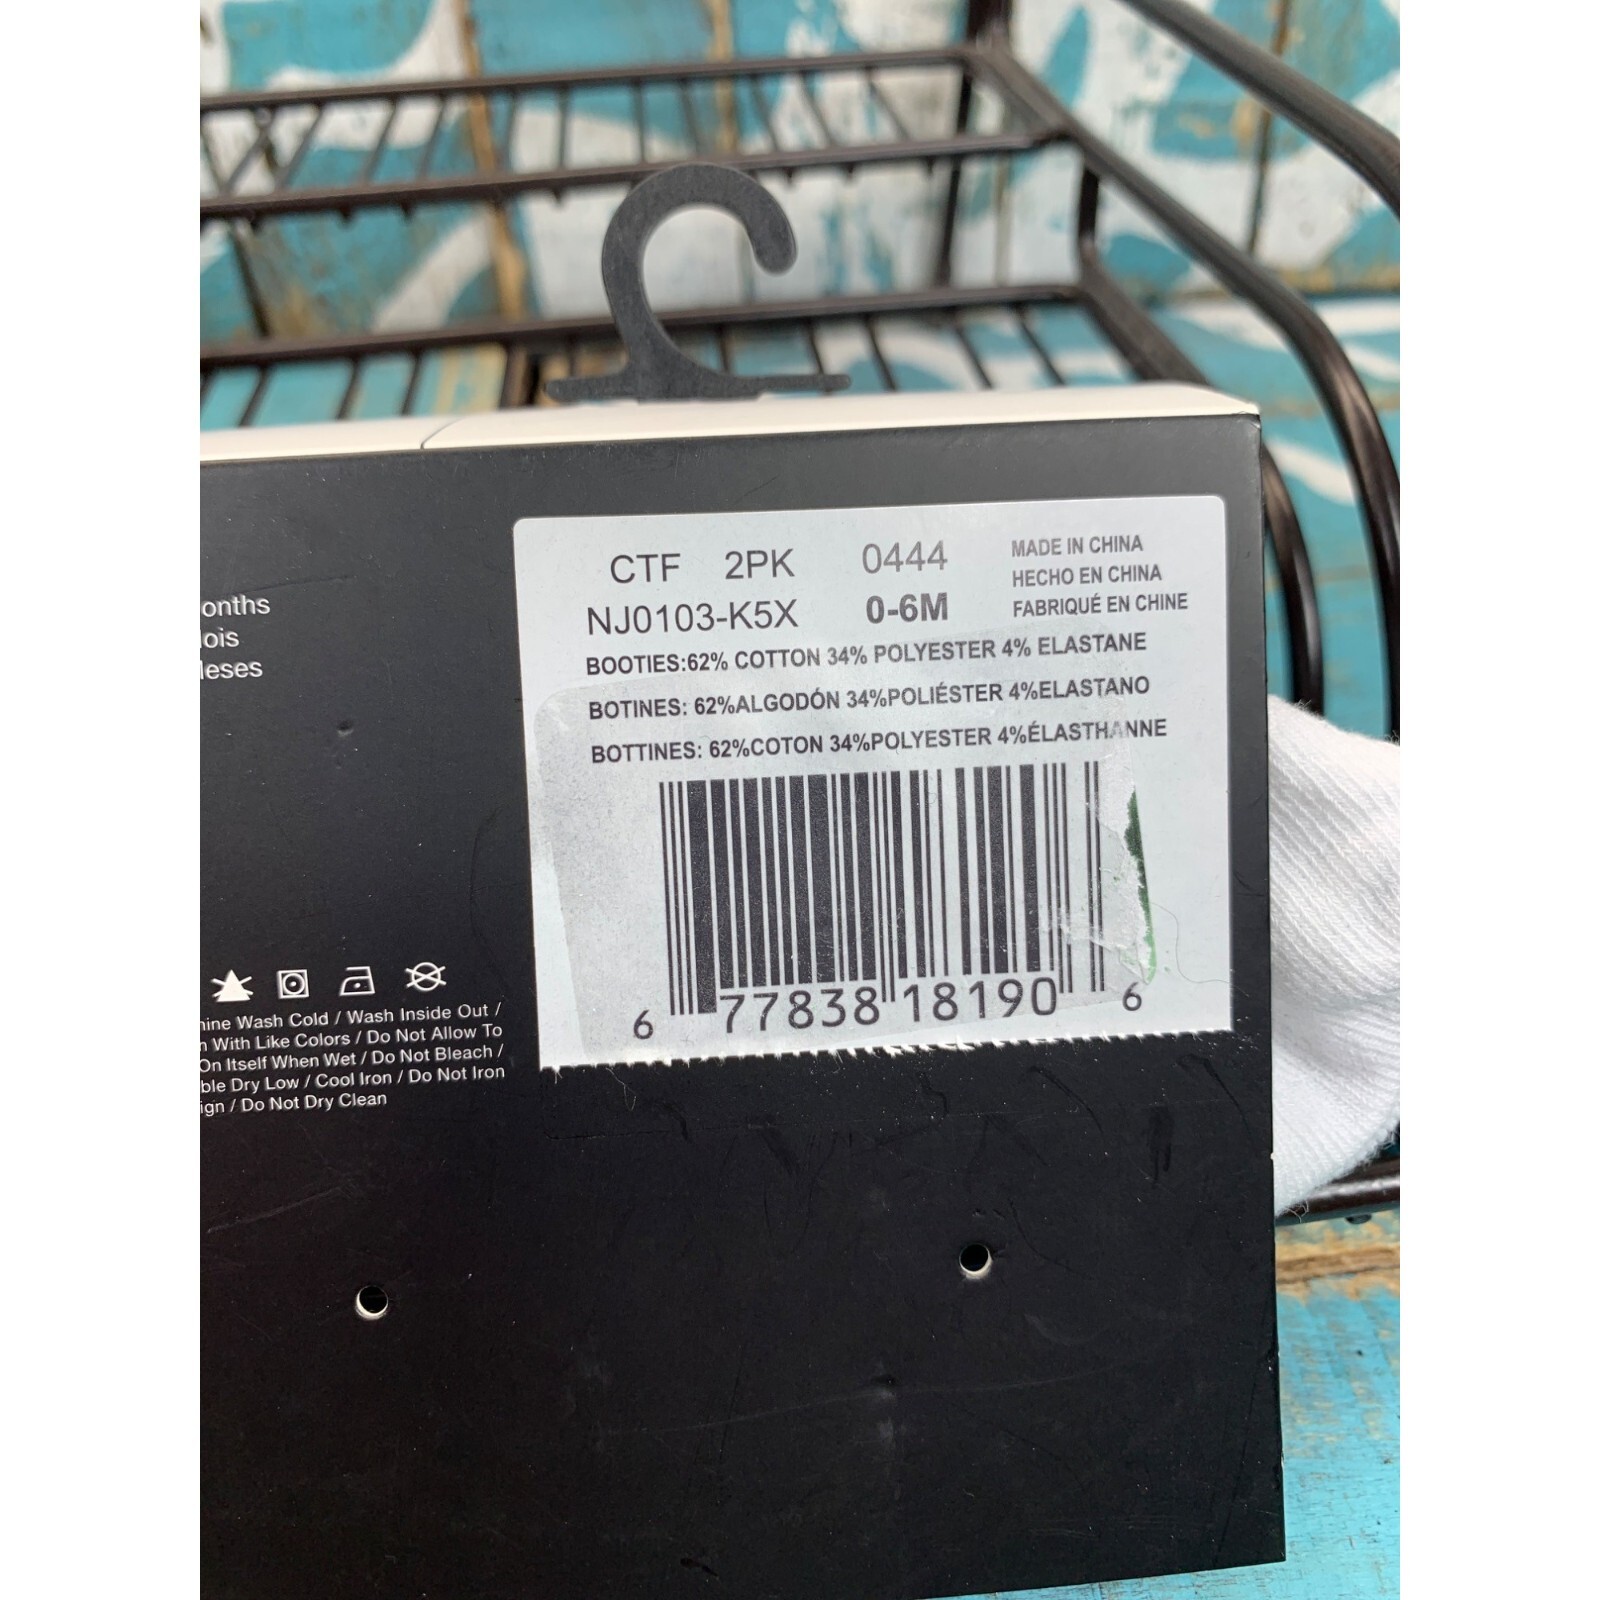 CTF 2PK 0444
NJ0103-K5X 0-6M
MADE IN CHINA
HECHO EN CHINA
FABRIQUÉ EN CHINE
BOOTIES:62% COTTON 34% POLYESTER 4% ELASTANE
BOTINES: 62%ALGODÓN 34%POLIÉSTER 4%ELASTANO
BOTTINES: 62%COTON 34%POLYESTER 4%ÉLASTHANNE
6 77838 18190 6
onths
ois
eses
hine Wash Cold / Wash Inside Out /
n With Like Colors / Do Not Allow To
On Itself When Wet / Do Not Bleach /
ble Dry Low / Cool Iron / Do Not Iron
ign / Do Not Dry Clean